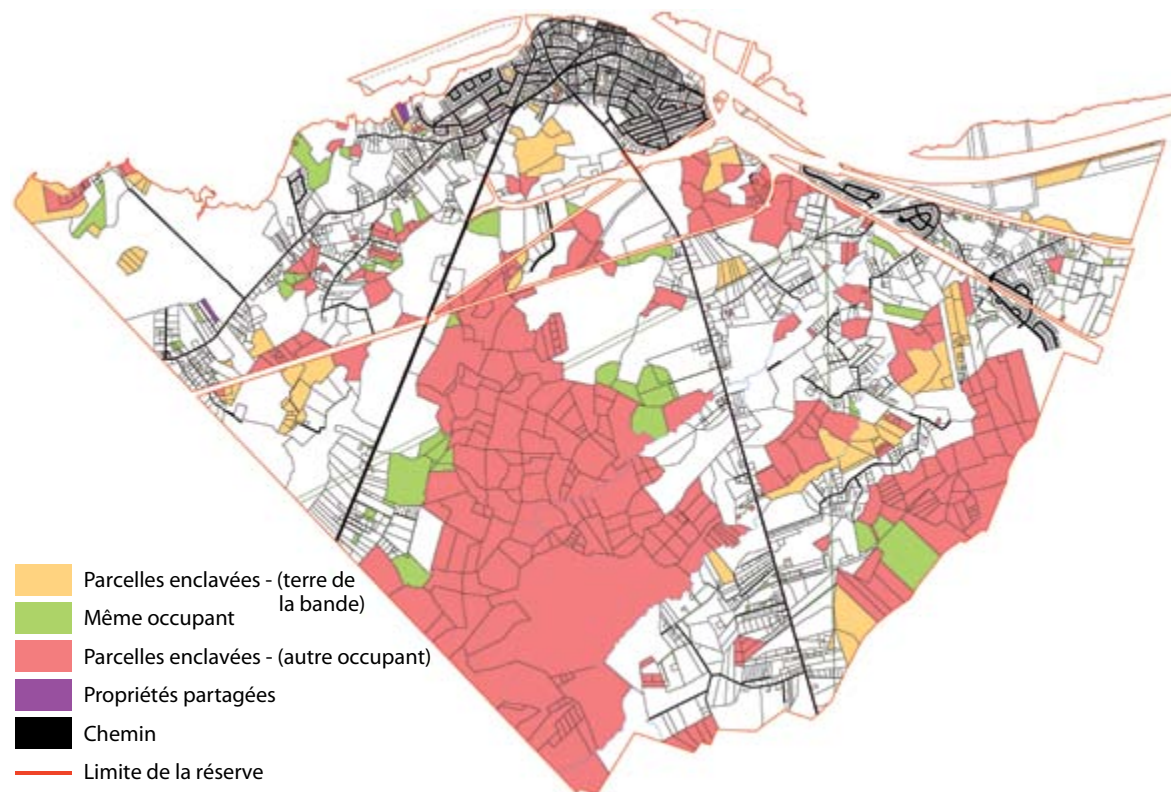 Parcelles enclavées - (terre de
la bande)
Même occupant
Parcelles enclavées - (autre occupant)
Propriétés partagées
Chemin
Limite de la réserve